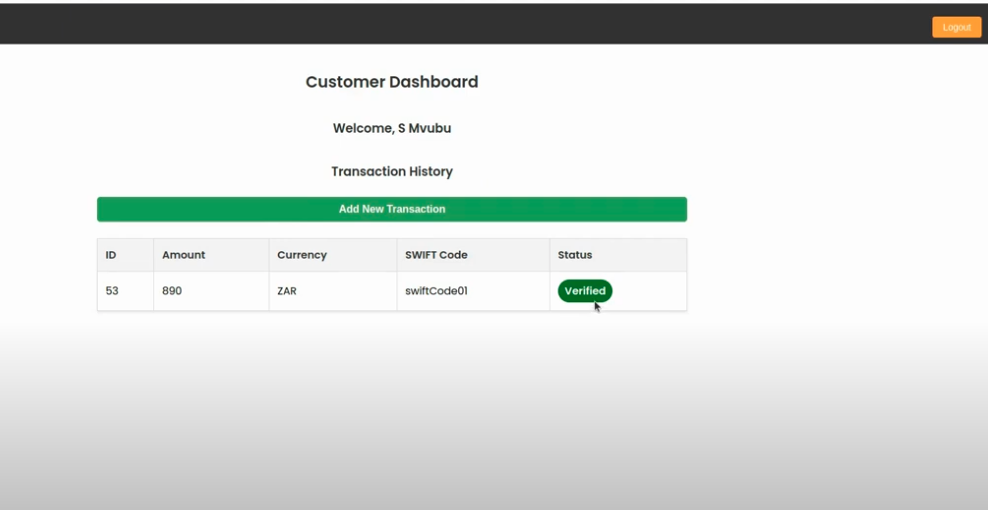 Logout
Customer Dashboard
Welcome, S Mvubu
Transaction History
Add New Transaction
ID Amount Currency SWIFT Code Status
53 890 ZAR swiftCode01 Verified